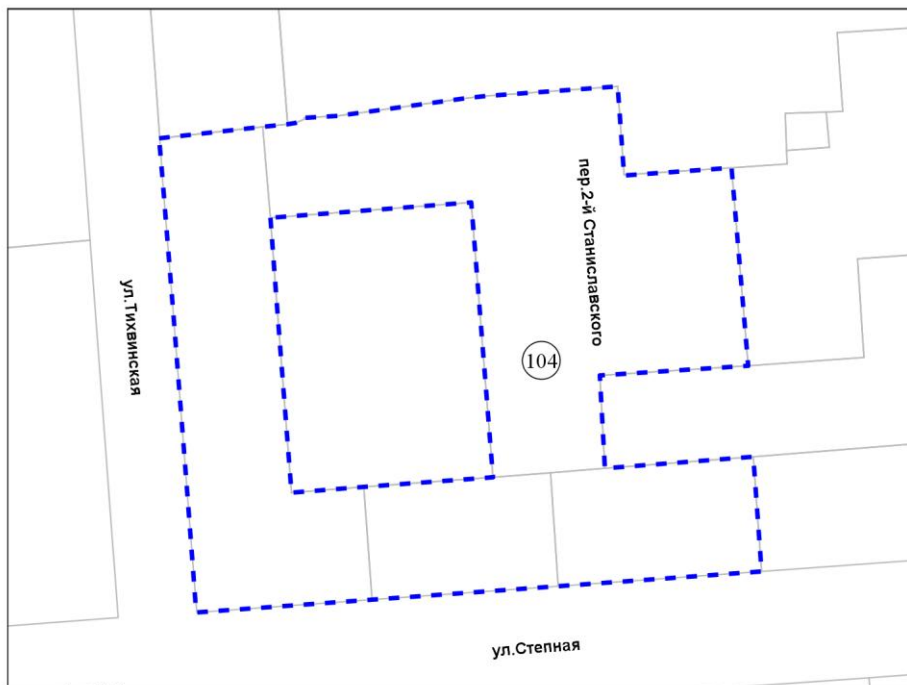 пер.2-й Станиславского
ул.Тихвинская
104
ул.Степная